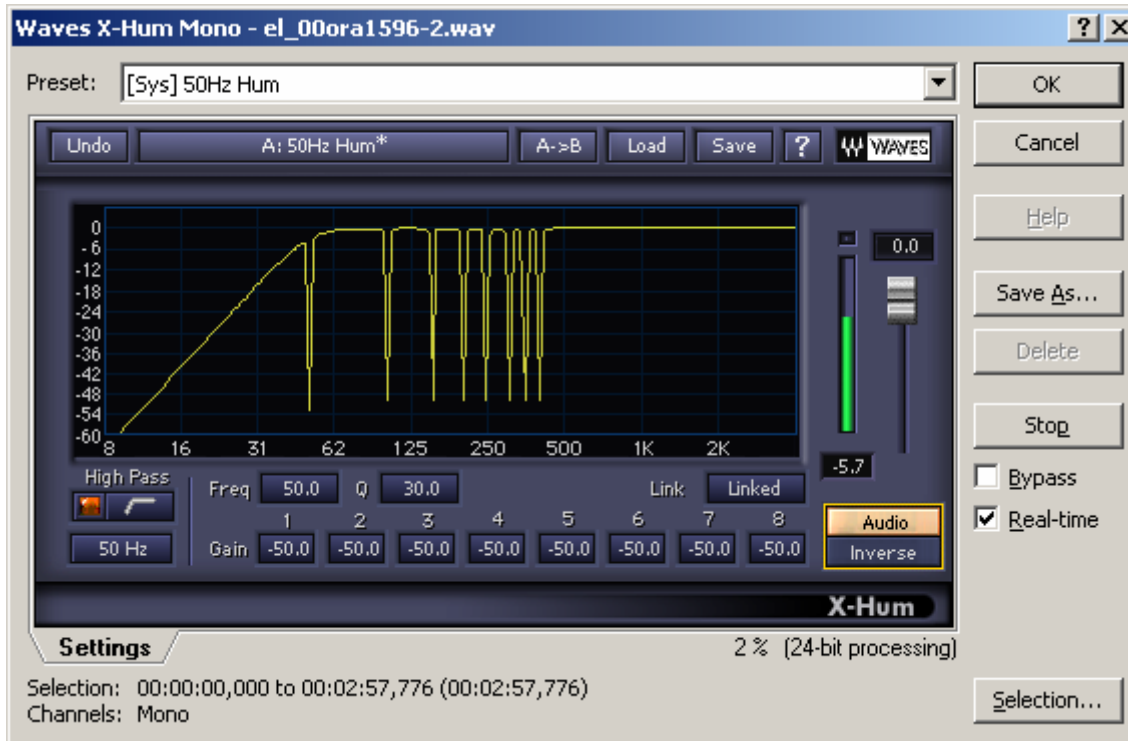 Waves X-Hum Mono - el_00ora1596-2.wav
Preset: [Sys] 50Hz Hum
OK
Cancel
Help
Save As...
Delete
Stop
Bypass
Real-time
Undo A: 50Hz Hum* A->B Load Save ? WAVES
0
-6
-12
-18
-24
-30
-36
-42
-48
-54
-60
8 16 31 62 125 250 500 1K 2K
0.0
-5.7
High Pass
50 Hz
Freq 50.0 Q 30.0 Link Linked
1 2 3 4 5 6 7 8
Gain -50.0 -50.0 -50.0 -50.0 -50.0 -50.0 -50.0 -50.0
Audio
Inverse
X-Hum
Settings
2 % (24-bit processing)
Selection: 00:00:00,000 to 00:02:57,776 (00:02:57,776)
Channels: Mono
Selection...